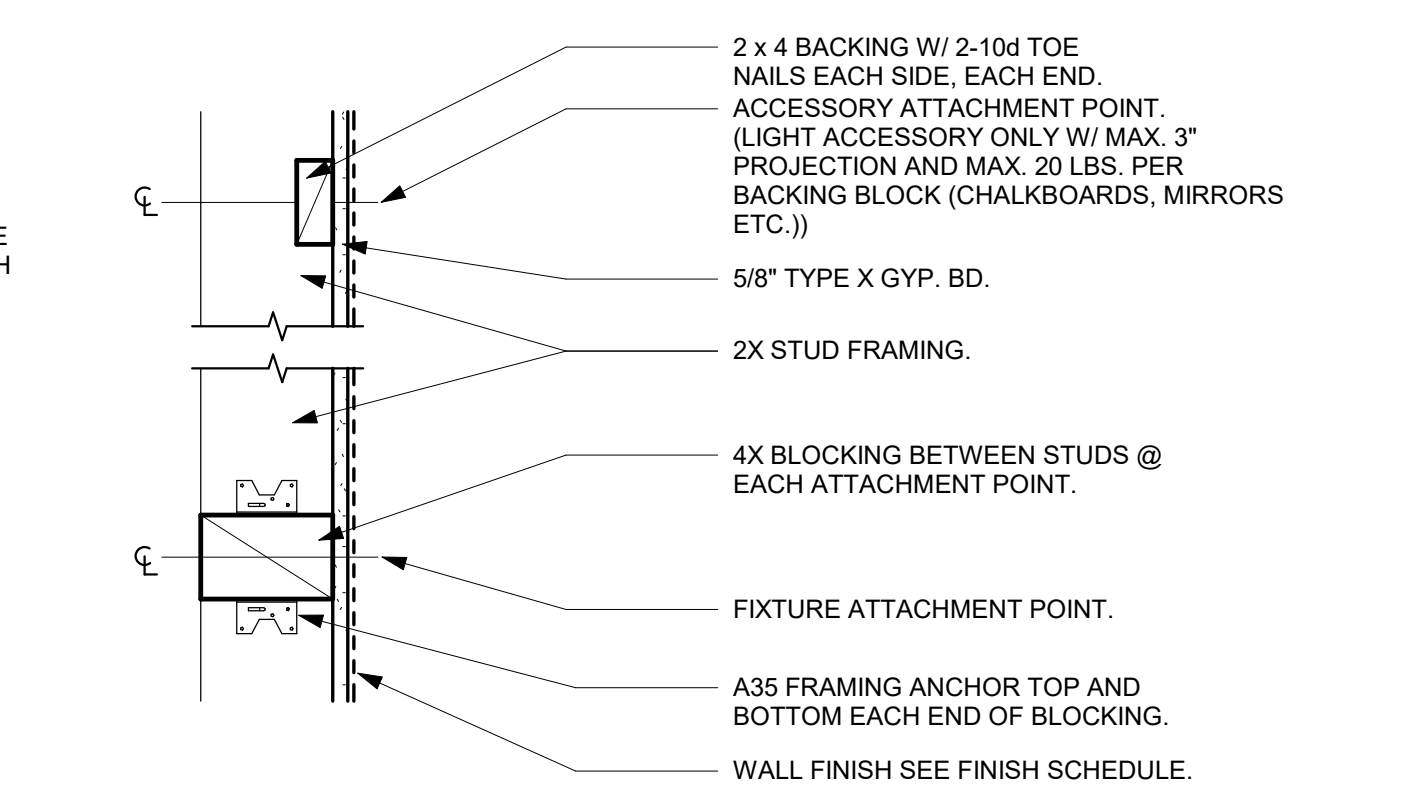 2 x 4 BACKING W/ 2-10d TOE
NAILS EACH SIDE, EACH END.
ACCESSORY ATTACHMENT POINT.
(LIGHT ACCESSORY ONLY W/ MAX. 3"
PROJECTION AND MAX. 20 LBS. PER
BACKING BLOCK (CHALKBOARDS, MIRRORS
ETC.))
℄
E
H
5/8" TYPE X GYP. BD.
2X STUD FRAMING.
4X BLOCKING BETWEEN STUDS @
EACH ATTACHMENT POINT.
℄
FIXTURE ATTACHMENT POINT.
A35 FRAMING ANCHOR TOP AND
BOTTOM EACH END OF BLOCKING.
WALL FINISH SEE FINISH SCHEDULE.